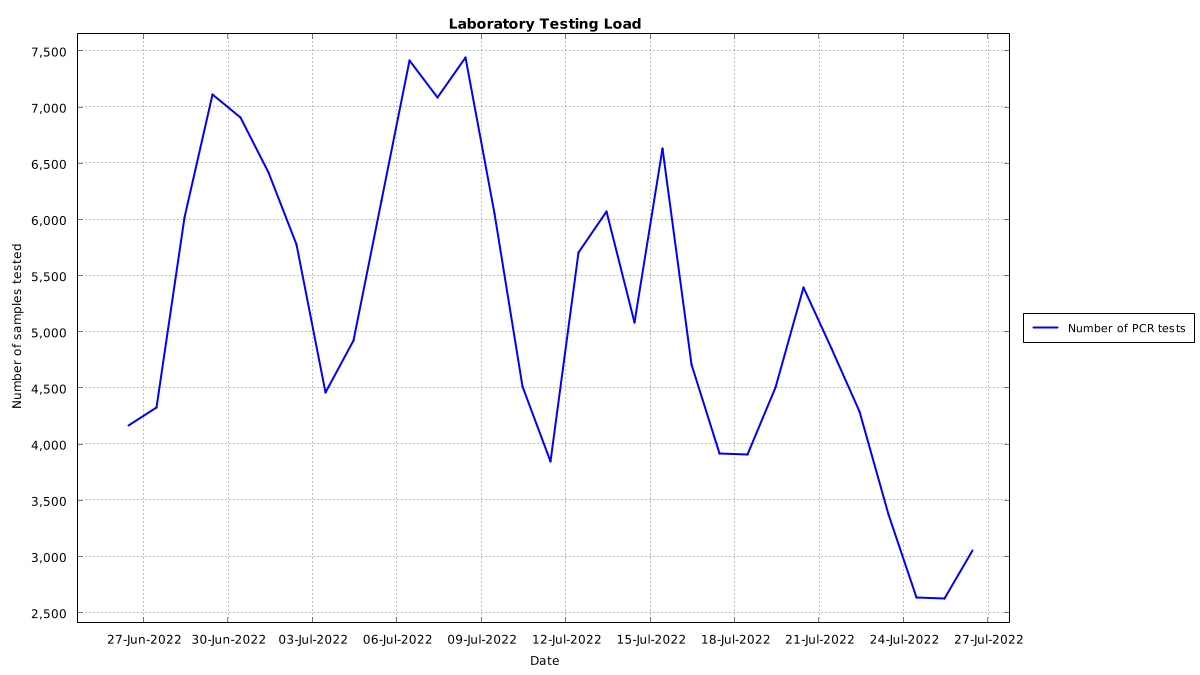 Laboratory Testing Load
7,500
7,000
6,500
6,000
5,500
5,000
4,500
4,000
3,500
3,000
2,500
Number of samples tested
Number of PCR tests
27-Jun-2022 30-Jun-2022 03-Jul-2022 06-Jul-2022 09-Jul-2022 12-Jul-2022 15-Jul-2022 18-Jul-2022 21-Jul-2022 24-Jul-2022 27-Jul-2022
Date